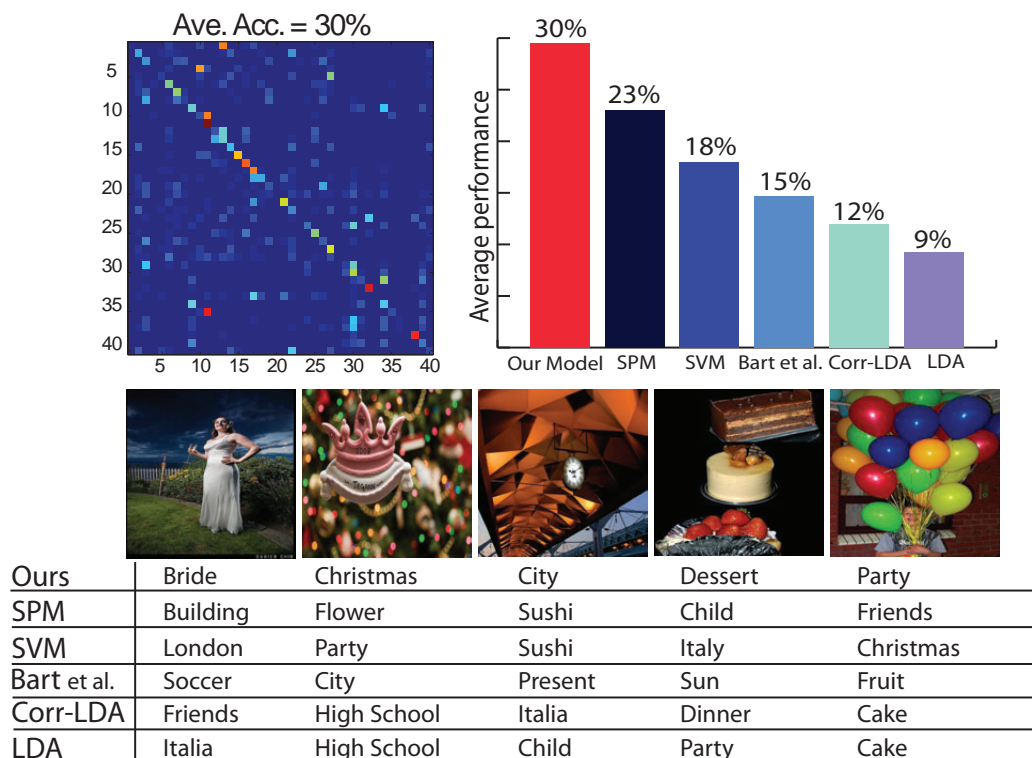 Ave. Acc. = 30%
5
10
15
20
25
30
35
40
5 10 15 20 25 30 35 40
Average performance
30%
23%
18%
15%
12%
9%
Our Model SPM SVM Bart et al. Corr-LDA LDA
2008
DAMIEN CHIN
Ours Bride Christmas City Dessert Party
SPM Building Flower Sushi Child Friends
SVM London Party Sushi Italy Christmas
Bart et al. Soccer City Present Sun Fruit
Corr-LDA Friends High School Italia Dinner Cake
LDA Italia High School Child Party Cake